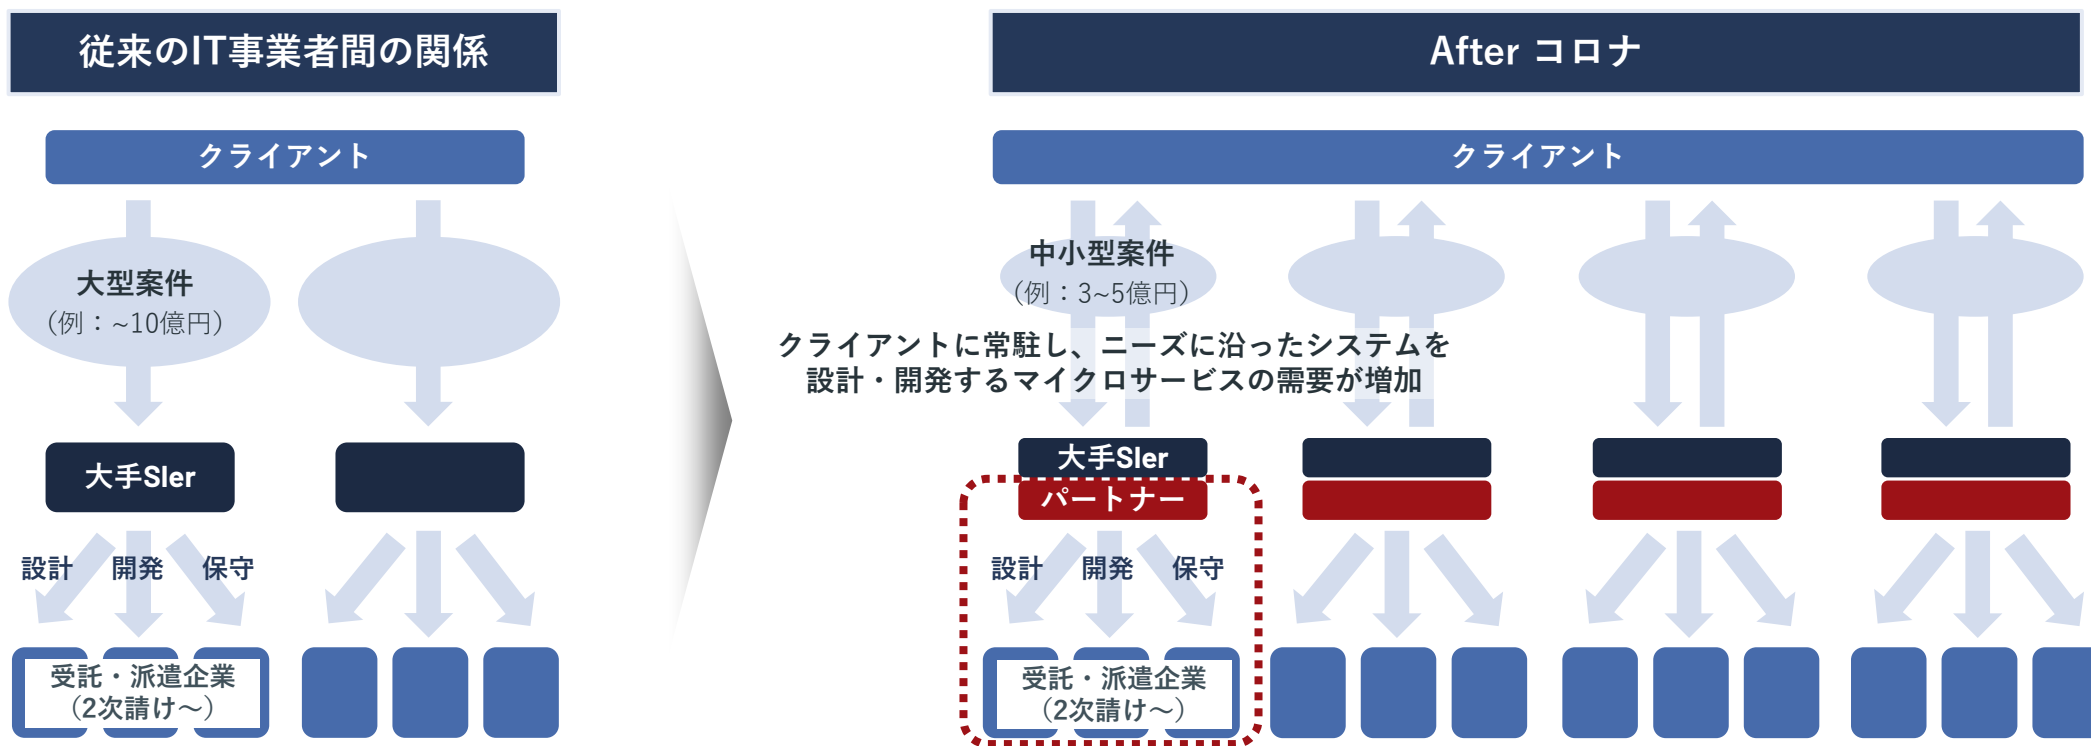 従来のIT事業者間の関係
クライアント
大型案件
（例：~10億円）
大手SIer
設計 開発 保守
受託・派遣企業
（2次請け～）
After コロナ
クライアント
中小型案件
（例：3~5億円）
クライアントに常駐し、ニーズに沿ったシステムを
設計・開発するマイクロサービスの需要が増加
大手SIer
パートナー
設計 開発 保守
受託・派遣企業
（2次請け～）